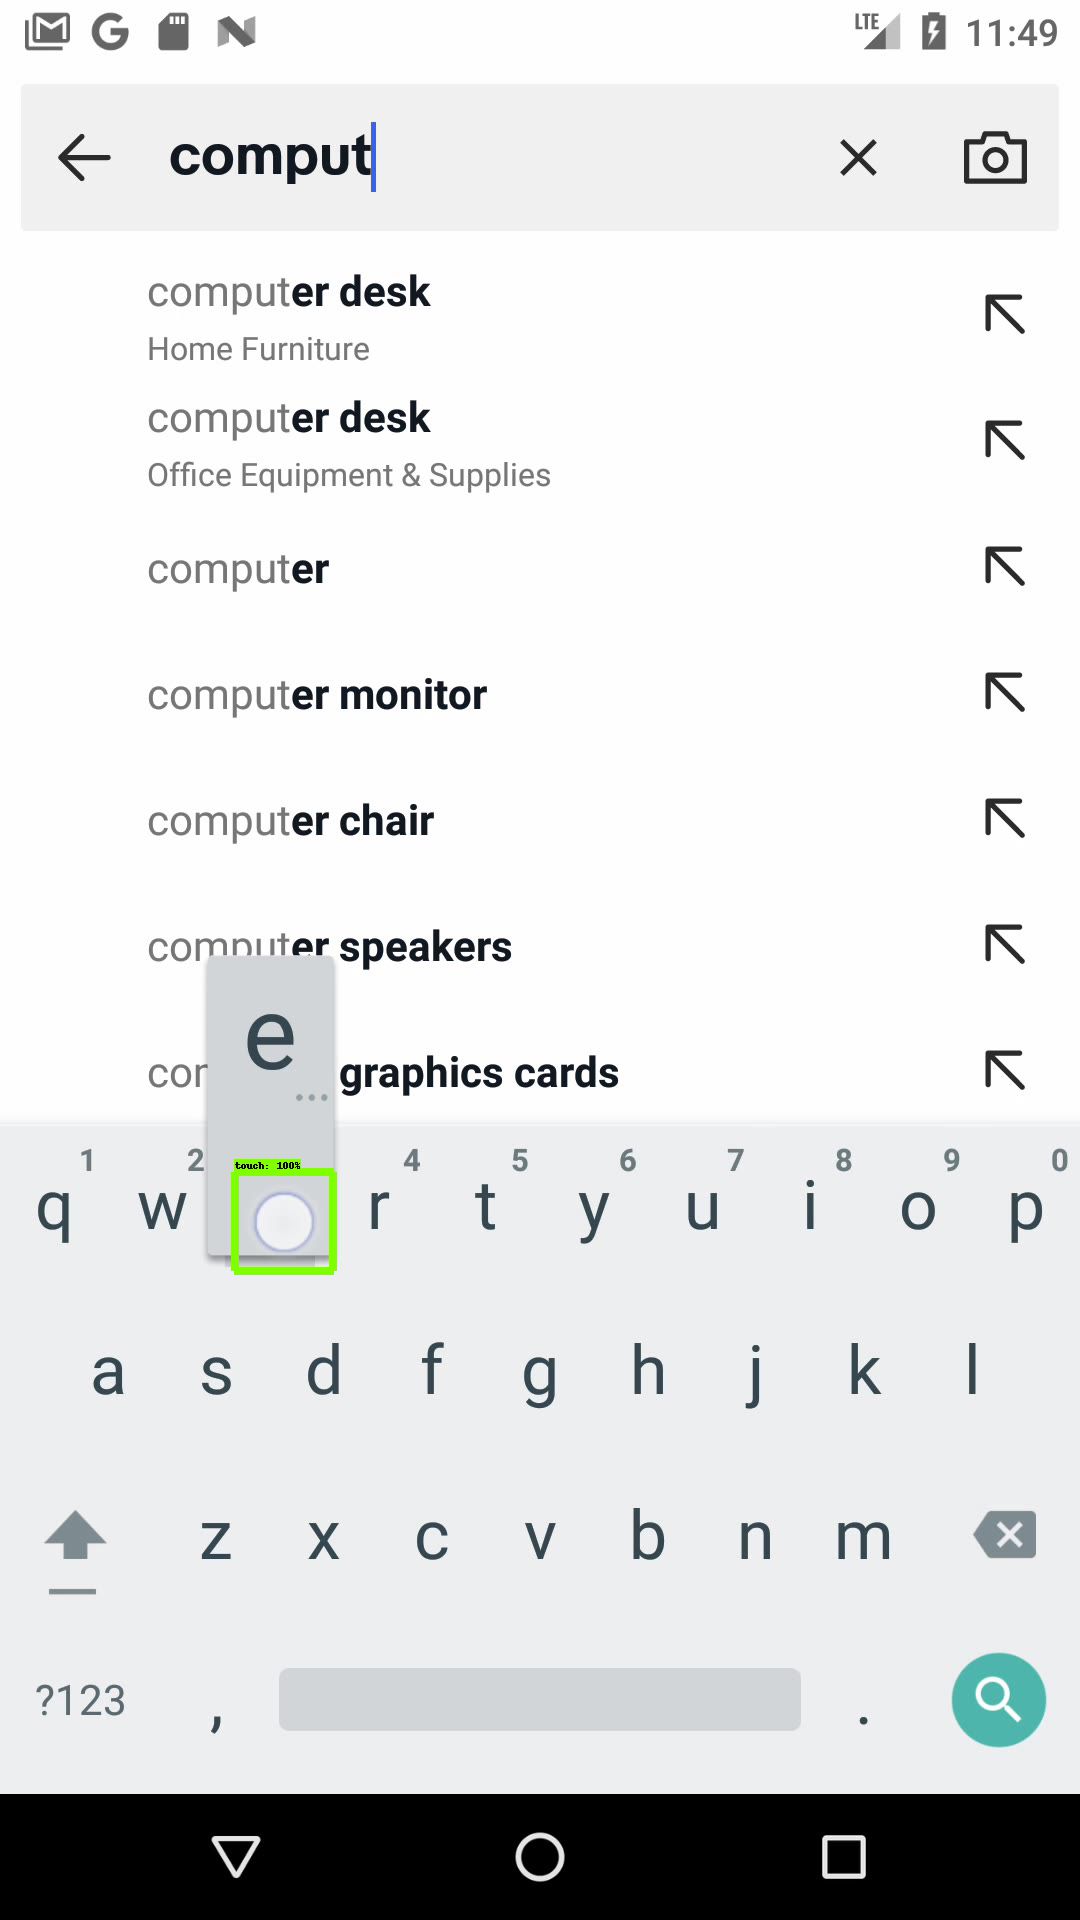 LTE 11:49
comput
computer desk
Home Furniture
computer desk
Office Equipment & Supplies
computer
computer monitor
computer chair
computer speakers
graphics cards
e
...
1 2 4 5 6 7 8 9 0
touch: 100%
q w r t y u i o p
a s d f g h j k l
z x c v b n m
?123 , .